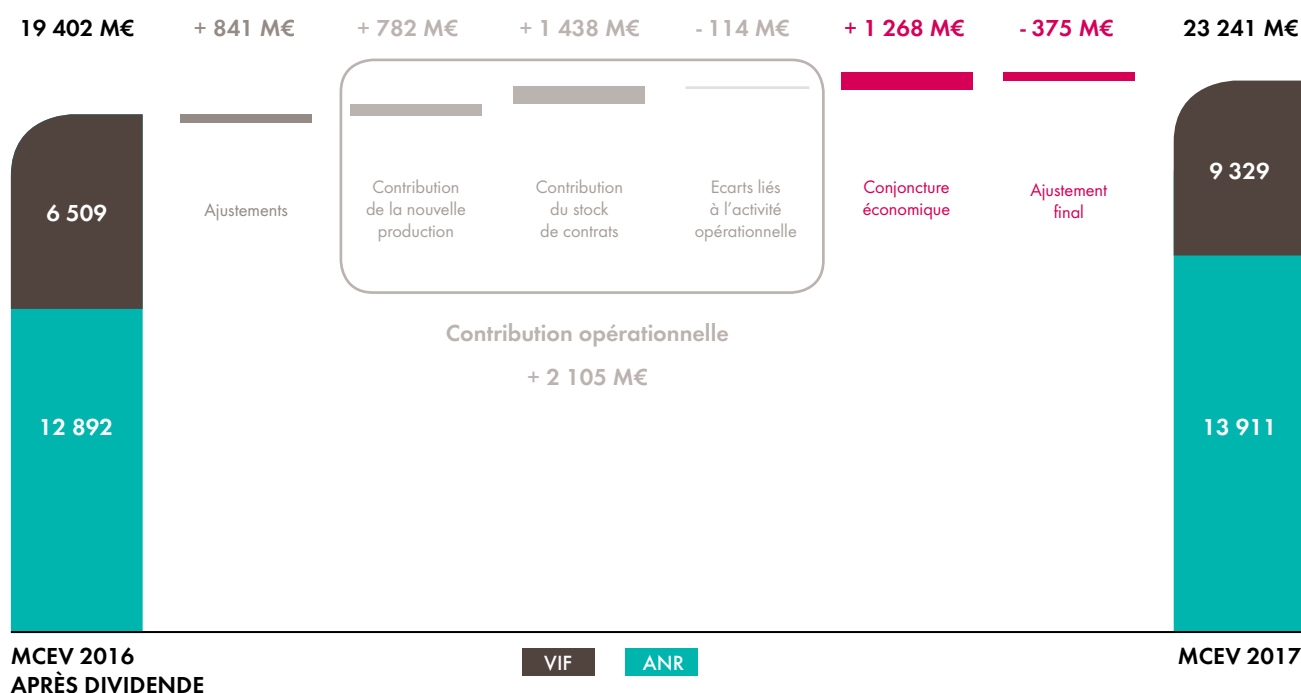 19 402 M€
+ 841 M€
+ 782 M€
+ 1 438 M€
- 114 M€
+ 1 268 M€
- 375 M€
23 241 M€
6 509
Ajustements
Contribution
de la nouvelle
production
Contribution
du stock
de contrats
Ecarts liés
à l'activité
opérationnelle
Conjoncture
économique
Ajustement
final
9 329
Contribution opérationnelle
+ 2 105 M€
12 892
13 911
MCEV 2016
APRÈS DIVIDENDE
VIF
ANR
MCEV 2017